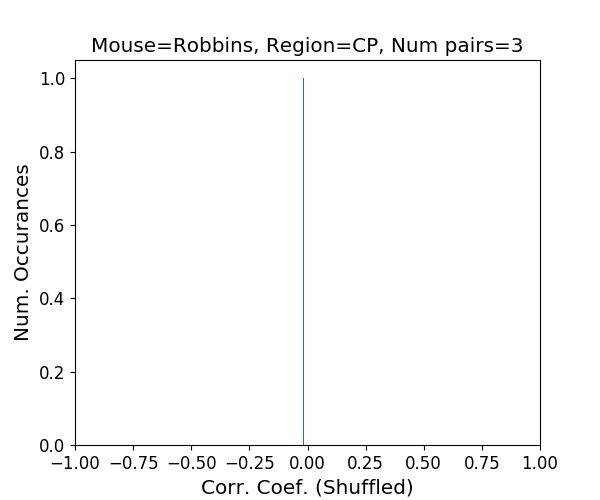 Mouse=Robbins, Region=CP, Num pairs=3
1.0
0.8
0.6
0.4
0.2
0.0
Num. Occurances
−1.00 −0.75 −0.50 −0.25 0.00 0.25 0.50 0.75 1.00
Corr. Coef. (Shuffled)